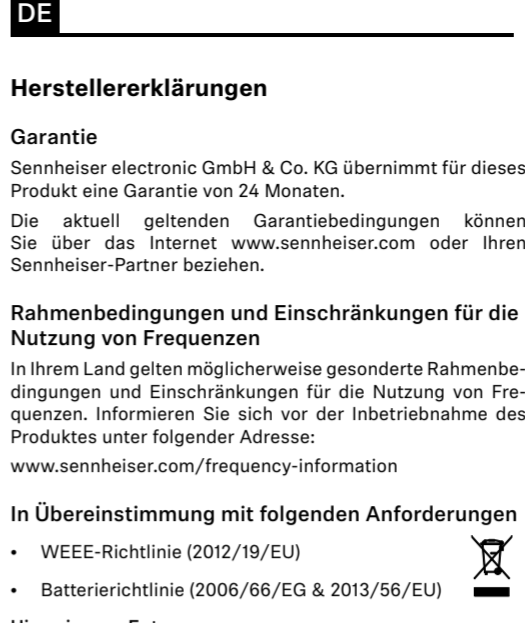 DE
Herstellererklärungen
Garantie
Sennheiser electronic GmbH & Co. KG übernimmt für dieses
Produkt eine Garantie von 24 Monaten.
Die aktuell geltenden Garantiebedingungen können
Sie über das Internet www.sennheiser.com oder Ihren
Sennheiser-Partner beziehen.
Rahmenbedingungen und Einschränkungen für die
Nutzung von Frequenzen
In Ihrem Land gelten möglicherweise gesonderte Rahmenbe-
dingungen und Einschränkungen für die Nutzung von Fre-
quenzen. Informieren Sie sich vor der Inbetriebnahme des
Produktes unter folgender Adresse:
www.sennheiser.com/frequency-information
In Übereinstimmung mit folgenden Anforderungen
• WEEE-Richtlinie (2012/19/EU)
• Batterierichtlinie (2006/66/EG & 2013/56/EU)